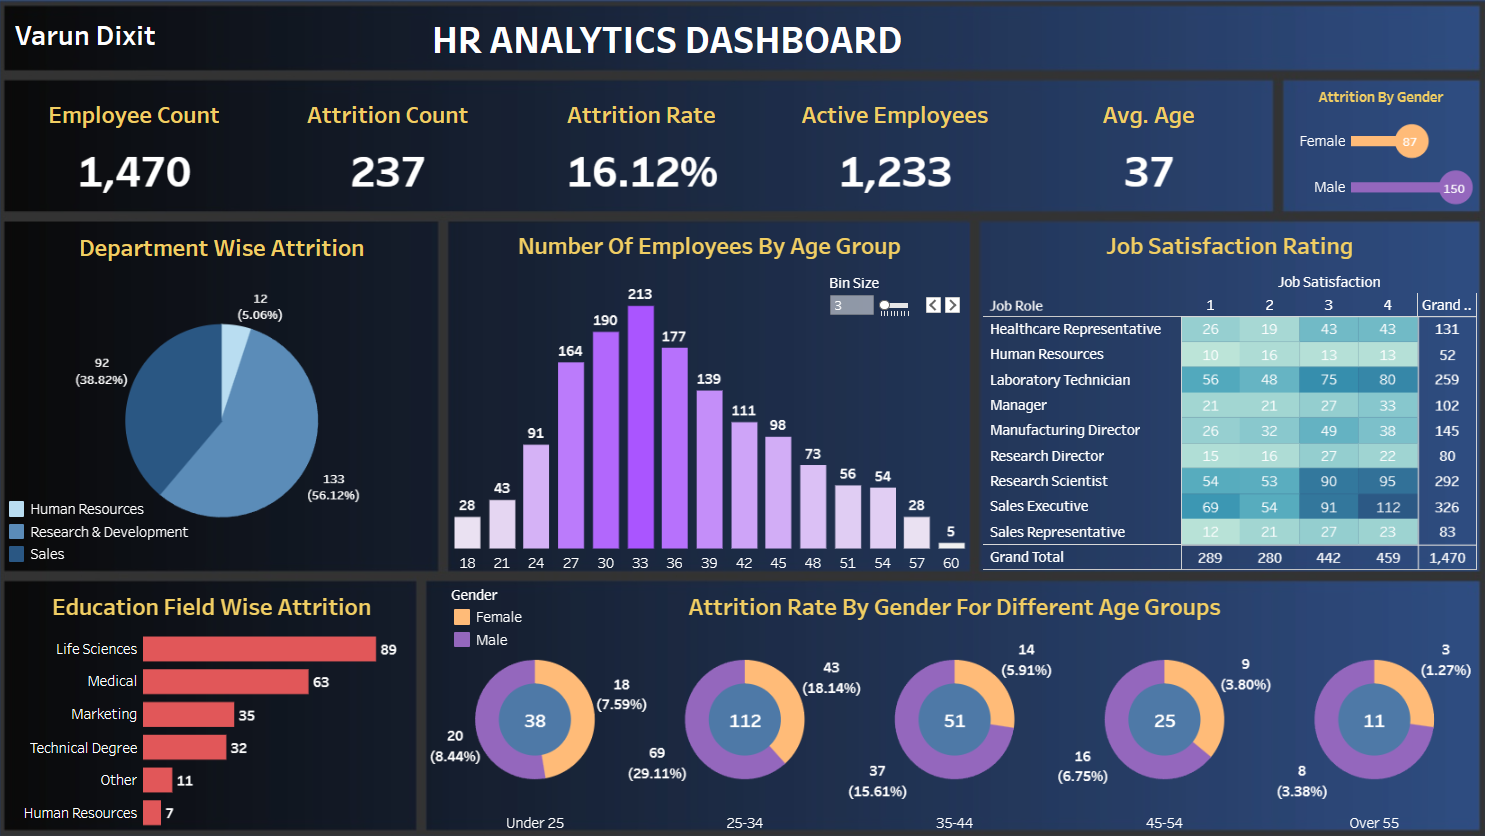 Varun Dixit
HR ANALYTICS DASHBOARD
Employee Count
1,470
Attrition Count
237
Attrition Rate
16.12%
Active Employees
1,233
Avg. Age
37
Attrition By Gender
Female 87
Male 150
Department Wise Attrition
12
(5.06%)
92
(38.82%)
133
(56.12%)
Human Resources
Research & Development
Sales
Number Of Employees By Age Group
Bin Size
3
28 43 91 164 190 213 177 139 111 98 73 56 54 28 5
18 21 24 27 30 33 36 39 42 45 48 51 54 57 60
Job Satisfaction Rating
Job Satisfaction
Job Role 1 2 3 4 Grand ..
Healthcare Representative 26 19 43 43 131
Human Resources 10 16 13 13 52
Laboratory Technician 56 48 75 80 259
Manager 21 21 27 33 102
Manufacturing Director 26 32 49 38 145
Research Director 15 16 27 22 80
Research Scientist 54 53 90 95 292
Sales Executive 69 54 91 112 326
Sales Representative 12 21 27 23 83
Grand Total 289 280 442 459 1,470
Education Field Wise Attrition
Life Sciences 89
Medical 63
Marketing 35
Technical Degree 32
Other 11
Human Resources 7
Gender
Female
Male
Attrition Rate By Gender For Different Age Groups
18
(7.59%)
38
20
(8.44%)
Under 25
43
(18.14%)
112
69
(29.11%)
25-34
14
(5.91%)
51
37
(15.61%)
35-44
9
(3.80%)
25
16
(6.75%)
45-54
3
(1.27%)
11
8
(3.38%)
Over 55